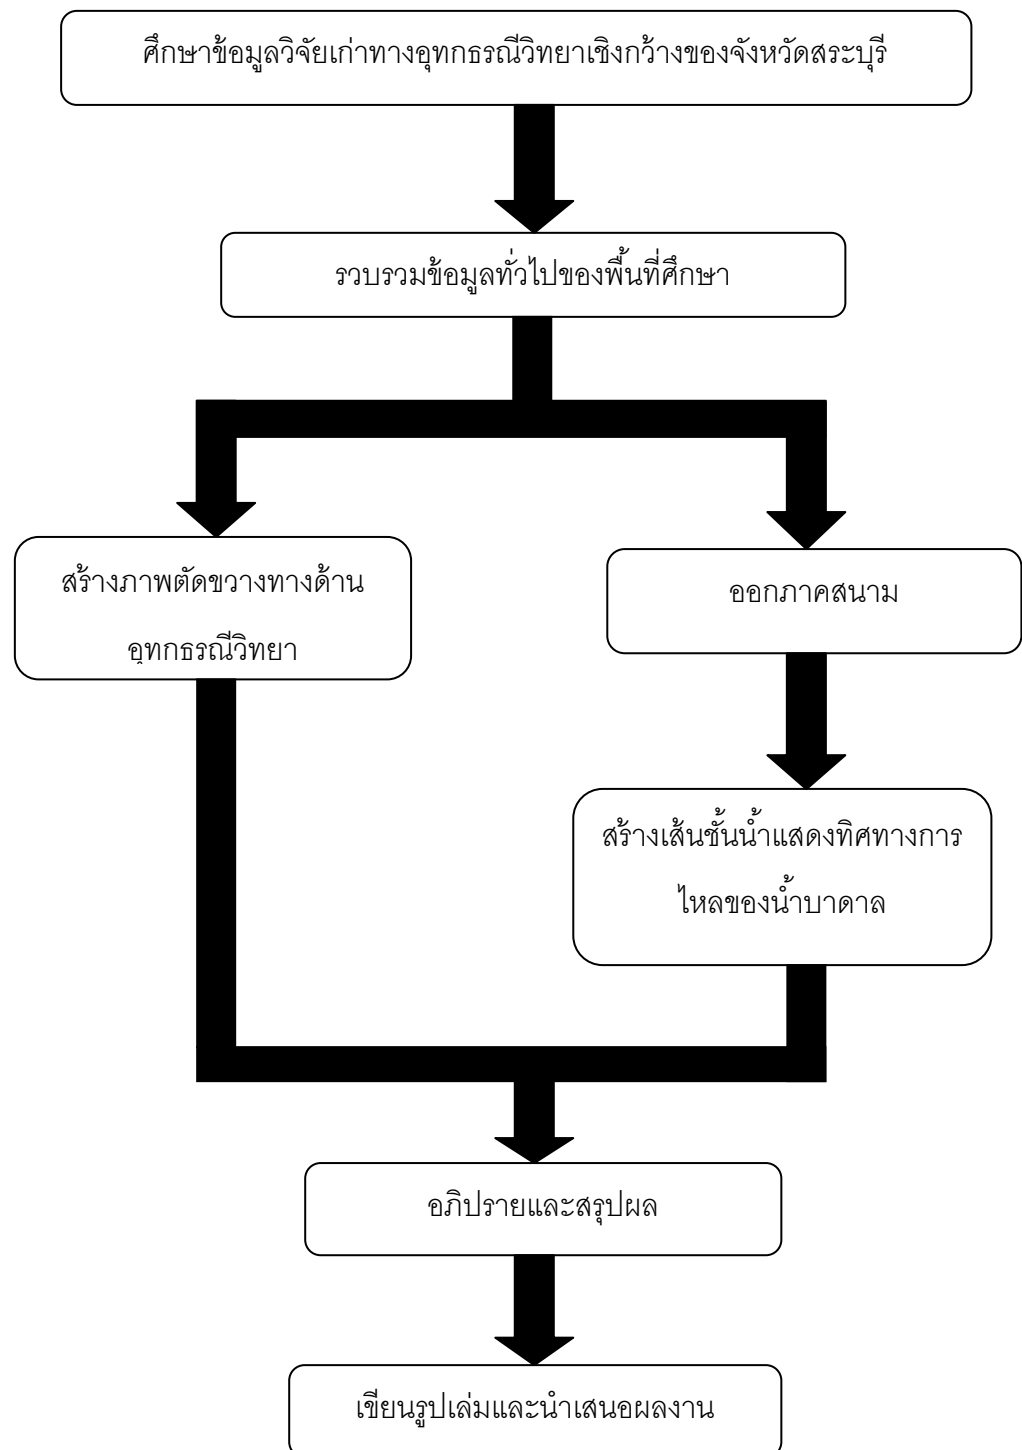 ศึกษาข้อมูลวิจัยเก่าทางอุทกธรณีวิทยาเชิงกว้างของจังหวัดสระบุรี
รวบรวมข้อมูลทั่วไปของพื้นที่ศึกษา
สร้างภาพตัดขวางทางด้าน
อุทกธรณีวิทยา
ออกภาคสนาม
สร้างเส้นชั้นน้ำแสดงทิศทางการ
ไหลของน้ำบาดาล
อภิปรายและสรุปผล
เขียนรูปเล่มและนำเสนอผลงาน